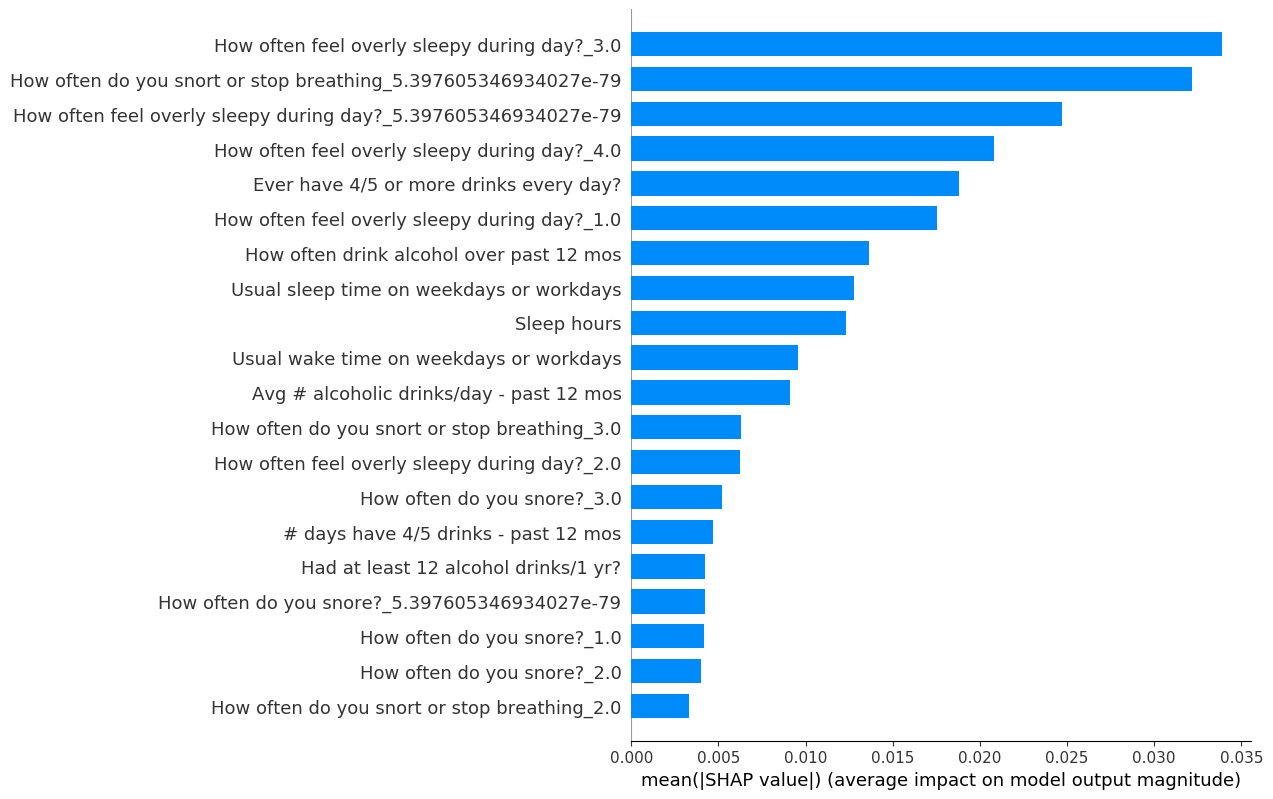 How often feel overly sleepy during day?_3.0
How often do you snort or stop breathing_5.397605346934027e-79
How often feel overly sleepy during day?_5.397605346934027e-79
How often feel overly sleepy during day?_4.0
Ever have 4/5 or more drinks every day?
How often feel overly sleepy during day?_1.0
How often drink alcohol over past 12 mos
Usual sleep time on weekdays or workdays
Sleep hours
Usual wake time on weekdays or workdays
Avg # alcoholic drinks/day - past 12 mos
How often do you snort or stop breathing_3.0
How often feel overly sleepy during day?_2.0
How often do you snore?_3.0
# days have 4/5 drinks - past 12 mos
Had at least 12 alcohol drinks/1 yr?
How often do you snore?_5.397605346934027e-79
How often do you snore?_1.0
How often do you snore?_2.0
How often do you snort or stop breathing_2.0
0.000 0.005 0.010 0.015 0.020 0.025 0.030 0.035
mean(|SHAP value|) (average impact on model output magnitude)